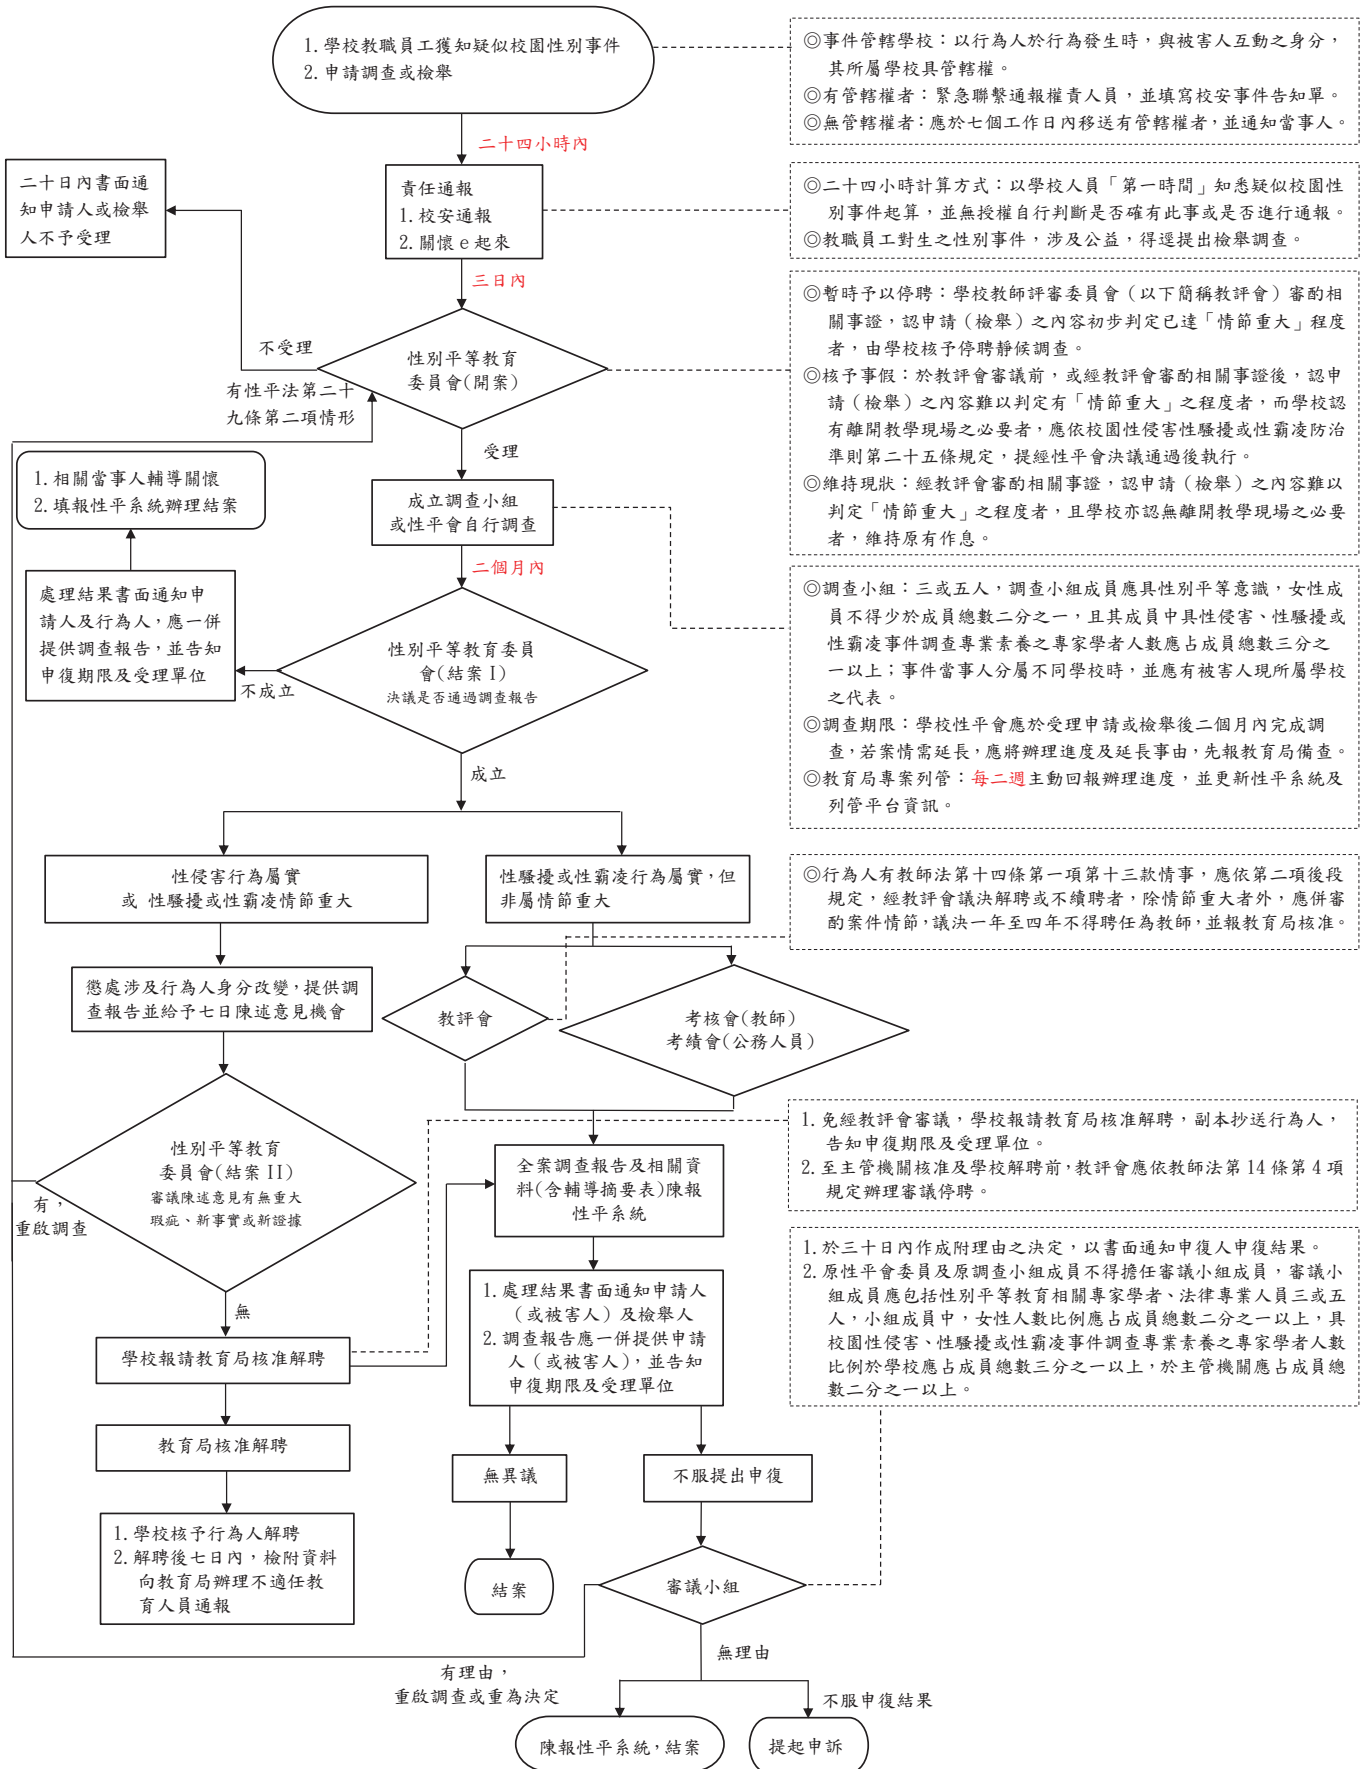 1.學校教職員工獲知疑似校園性別事件
2.申請調查或檢舉
◎事件管轄學校：以行為人於行為發生時，與被害人互動之身分，
其所屬學校具管轄權。
◎有管轄權者：緊急聯繫通報權責人員，並填寫校安事件告知單。
◎無管轄權者：應於七個工作日內移送有管轄權者，並通知當事人。
二十四小時內
二十日內書面通
知申請人或檢舉
人不予受理
責任通報
1.校安通報
2.關懷e起來
◎二十四小時計算方式：以學校人員「第一時間」知悉疑似校園性
別事件起算，並無授權自行判斷是否確有此事或是否進行通報。
◎教職員工對生之性別事件，涉及公益，得逕提出檢舉調查。
三日內
不受理
性別平等教育
委員會(開案)
有性平法第二十
九條第二項情形
◎暫時予以停聘：學校教師評審委員會（以下簡稱教評會）審酌相
關事證，認申請（檢舉）之內容初步判定已達「情節重大」程度
者，由學校核予停聘靜候調查。
◎核予事假：於教評會審議前，或經教評會審酌相關事證後，認申
請（檢舉）之內容難以判定有「情節重大」之程度者，而學校認
有離開教學現場之必要者，應依校園性侵害性騷擾或性霸凌防治
準則第二十五條規定，提經性平會決議通過後執行。
◎維持現狀：經教評會審酌相關事證，認申請（檢舉）之內容難以
判定「情節重大」之程度者，且學校亦認無離開教學現場之必要
者，維持原有作息。
受理
1.相關當事人輔導關懷
2.填報性平系統辦理結案
成立調查小組
或性平會自行調查
二個月內
處理結果書面通知申
請人及行為人，應一併
提供調查報告，並告知
申復期限及受理單位
不成立
性別平等教育委員
會(結案I)
決議是否通過調查報告
◎調查小組：三或五人，調查小組成員應具性別平等意識，女性成
員不得少於成員總數二分之一，且其成員中具性侵害、性騷擾或
性霸凌事件調查專業素養之專家學者人數應占成員總數三分之
一以上；事件當事人分屬不同學校時，並應有被害人現所屬學校
之代表。
◎調查期限：學校性平會應於受理申請或檢舉後二個月內完成調
查，若案情需延長，應將辦理進度及延長事由，先報教育局備查。
◎教育局專案列管：每二週主動回報辦理進度，並更新性平系統及
列管平台資訊。
成立
性侵害行為屬實
或 性騷擾或性霸凌情節重大
性騷擾或性霸凌行為屬實，但
非屬情節重大
◎行為人有教師法第十四條第一項第十三款情事，應依第二項後段
規定，經教評會議決解聘或不續聘者，除情節重大者外，應併審
酌案件情節，議決一年至四年不得聘任為教師，並報教育局核准。
懲處涉及行為人身分改變，提供調
查報告並給予七日陳述意見機會
教評會
考核會(教師)
考績會(公務人員)
性別平等教育
委員會(結案II)
審議陳述意見有無重大
瑕疵、新事實或新證據
有，
重啟調查
1.免經教評會審議，學校報請教育局核准解聘，副本抄送行為人，
告知申復期限及受理單位。
2.至主管機關核准及學校解聘前，教評會應依教師法第14條第4項
規定辦理審議停聘。
全案調查報告及相關資
料(含輔導摘要表)陳報
性平系統
1.於三十日內作成附理由之決定，以書面通知申復人申復結果。
2.原性平會委員及原調查小組成員不得擔任審議小組成員，審議小
組成員應包括性別平等教育相關專家學者、法律專業人員三或五
人，小組成員中，女性人數比例應占成員總數二分之一以上，具
校園性侵害、性騷擾或性霸凌事件調查專業素養之專家學者人數
比例於學校應占成員總數三分之一以上，於主管機關應占成員總
數二分之一以上。
無
1.處理結果書面通知申請人
（或被害人）及檢舉人
2.調查報告應一併提供申請
人（或被害人），並告知
申復期限及受理單位
學校報請教育局核准解聘
教育局核准解聘
無異議
不服提出申復
1.學校核予行為人解聘
2.解聘後七日內，檢附資料
向教育局辦理不適任教
育人員通報
結案
審議小組
無理由
有理由，
重啟調查或重為決定
不服申復結果
陳報性平系統，結案
提起申訴